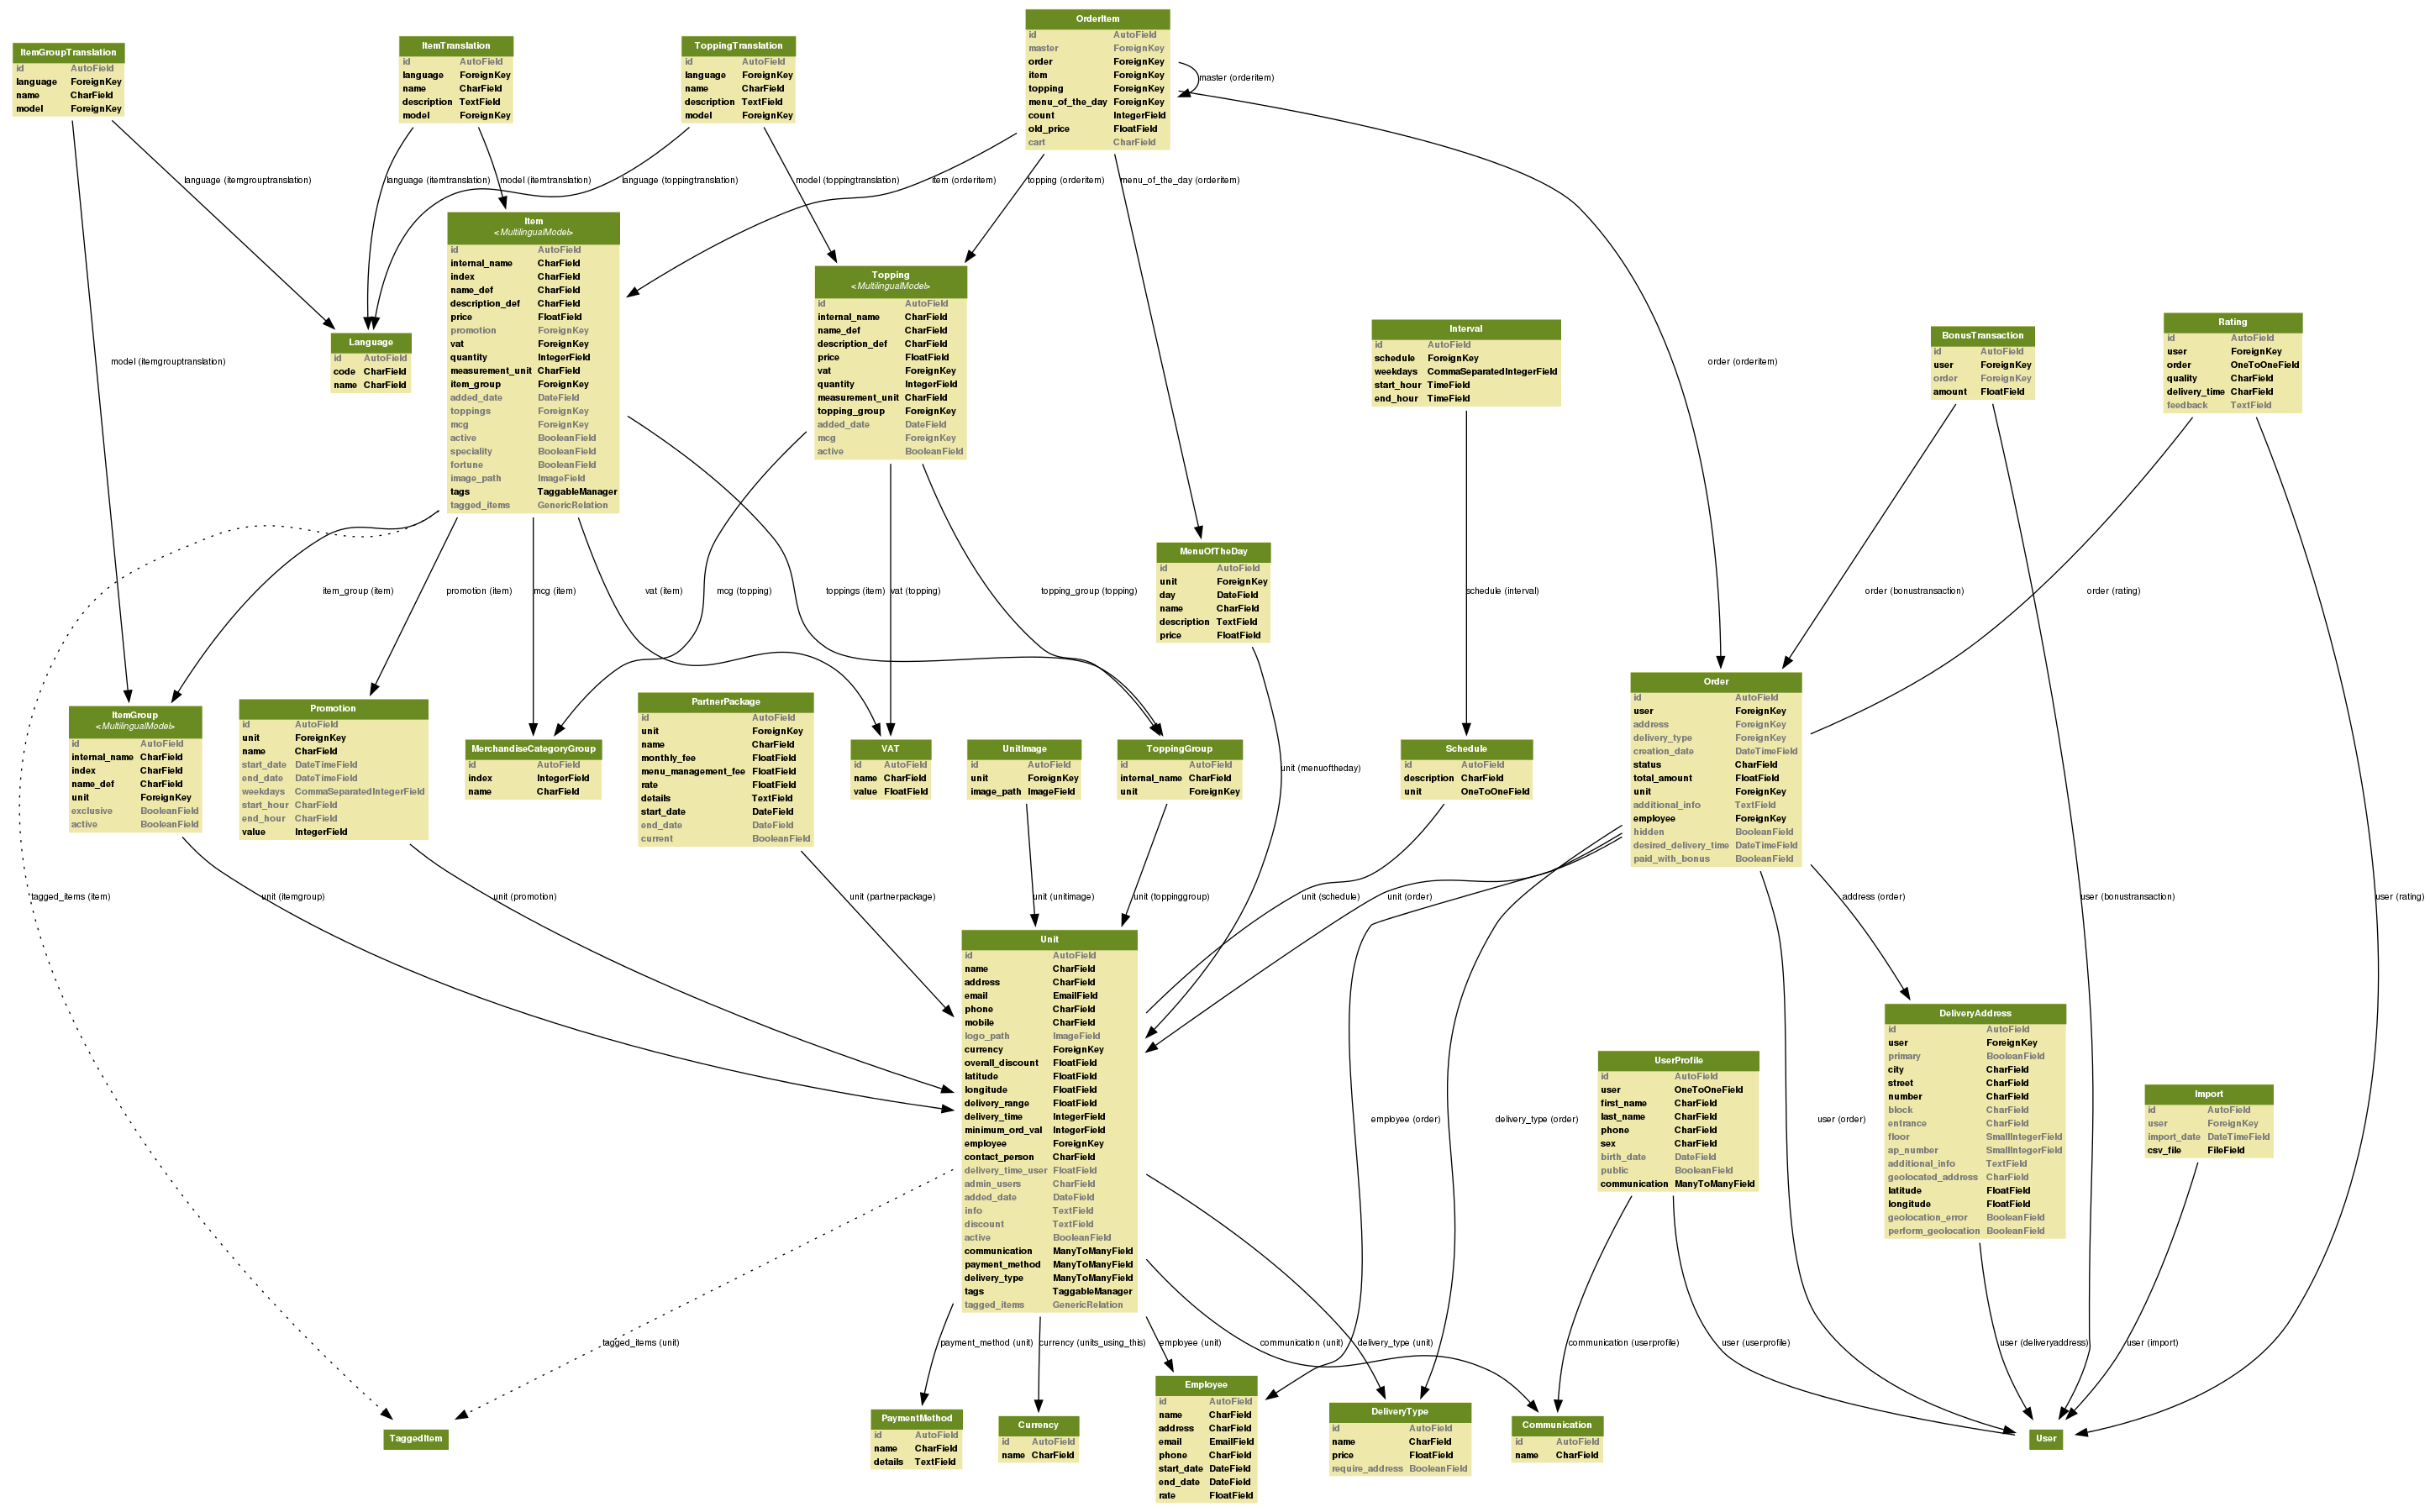 OrderItem
id AutoField
master ForeignKey
order ForeignKey
item ForeignKey
topping ForeignKey
menu_of_the_day ForeignKey
count IntegerField
old_price FloatField
cart CharField
master (orderitem)
ItemGroupTranslation
id AutoField
language ForeignKey
name CharField
model ForeignKey
ItemTranslation
id AutoField
language ForeignKey
name CharField
description TextField
model ForeignKey
ToppingTranslation
id AutoField
language ForeignKey
name CharField
description TextField
model ForeignKey
language (itemgrouptranslation)
language (itemtranslation)
model (itemtranslation)
language (toppingtranslation)
model (toppingtranslation)
item (orderitem)
topping (orderitem)
menu_of_the_day (orderitem)
Item
<MultilingualModel>
id AutoField
internal_name CharField
index CharField
name_def CharField
description_def CharField
price FloatField
promotion ForeignKey
vat ForeignKey
quantity IntegerField
measurement_unit CharField
item_group ForeignKey
added_date DateField
toppings ForeignKey
mcg ForeignKey
active BooleanField
speciality BooleanField
fortune BooleanField
image_path ImageField
tags TaggableManager
tagged_items GenericRelation
Topping
<MultilingualModel>
id AutoField
internal_name CharField
name_def CharField
description_def CharField
price FloatField
vat ForeignKey
quantity IntegerField
measurement_unit CharField
topping_group ForeignKey
added_date DateField
mcg ForeignKey
active BooleanField
Language
id AutoField
code CharField
name CharField
model (itemgrouptranslation)
Interval
id AutoField
schedule ForeignKey
weekdays CommaSeparatedIntegerField
start_hour TimeField
end_hour TimeField
order (orderitem)
BonusTransaction
id AutoField
user ForeignKey
order ForeignKey
amount FloatField
Rating
id AutoField
user ForeignKey
order OneToOneField
quality CharField
delivery_time CharField
feedback TextField
MenuOfTheDay
id AutoField
unit ForeignKey
day DateField
name CharField
description TextField
price FloatField
item_group (item)
promotion (item)
mcg (item)
vat (item)
mcg (topping)
toppings (item)
vat (topping)
topping_group (topping)
schedule (interval)
order (bonustransaction)
order (rating)
ItemGroup
<MultilingualModel>
id AutoField
internal_name CharField
index CharField
name_def CharField
unit ForeignKey
exclusive BooleanField
active BooleanField
Promotion
id AutoField
unit ForeignKey
name CharField
start_date DateTimeField
end_date DateTimeField
weekdays CommaSeparatedIntegerField
start_hour CharField
end_hour CharField
value IntegerField
MerchandiseCategoryGroup
id AutoField
index IntegerField
name CharField
PartnerPackage
id AutoField
unit ForeignKey
name CharField
monthly_fee FloatField
menu_management_fee FloatField
rate FloatField
details TextField
start_date DateField
end_date DateField
current BooleanField
VAT
id AutoField
name CharField
value FloatField
UnitImage
id AutoField
unit ForeignKey
image_path ImageField
ToppingGroup
id AutoField
internal_name CharField
unit ForeignKey
unit (menuoftheday)
Schedule
id AutoField
description CharField
unit OneToOneField
Order
id AutoField
user ForeignKey
address ForeignKey
delivery_type ForeignKey
creation_date DateTimeField
status CharField
total_amount FloatField
unit ForeignKey
additional_info TextField
employee ForeignKey
hidden BooleanField
desired_delivery_time DateTimeField
paid_with_bonus BooleanField
tagged_items (item)
unit (itemgroup)
unit (promotion)
unit (partnerpackage)
unit (unitimage)
unit (toppinggroup)
unit (schedule)
unit (order)
address (order)
user (bonustransaction)
user (rating)
Unit
id AutoField
name CharField
address CharField
email EmailField
phone CharField
mobile CharField
logo_path ImageField
currency ForeignKey
overall_discount FloatField
latitude FloatField
longitude FloatField
delivery_range FloatField
delivery_time IntegerField
minimum_ord_val IntegerField
employee ForeignKey
contact_person CharField
delivery_time_user FloatField
admin_users CharField
added_date DateField
info TextField
discount TextField
active BooleanField
communication ManyToManyField
payment_method ManyToManyField
delivery_type ManyToManyField
tags TaggableManager
tagged_items GenericRelation
employee (order)
delivery_type (order)
UserProfile
id AutoField
user OneToOneField
first_name CharField
last_name CharField
phone CharField
sex CharField
birth_date DateField
public BooleanField
communication ManyToManyField
user (order)
DeliveryAddress
id AutoField
user ForeignKey
primary BooleanField
city CharField
street CharField
number CharField
block CharField
entrance CharField
floor SmallIntegerField
ap_number SmallIntegerField
additional_info TextField
geolocated_address CharField
latitude FloatField
longitude FloatField
geolocation_error BooleanField
perform_geolocation BooleanField
Import
id AutoField
user ForeignKey
import_date DateTimeField
csv_file FileField
tagged_items (unit)
payment_method (unit)
currency (units_using_this)
employee (unit)
communication (unit)
delivery_type (unit)
communication (userprofile)
user (userprofile)
user (deliveryaddress)
user (import)
TaggedItem
PaymentMethod
id AutoField
name CharField
details TextField
Currency
id AutoField
name CharField
Employee
id AutoField
name CharField
address CharField
email EmailField
phone CharField
start_date DateField
end_date DateField
rate FloatField
DeliveryType
id AutoField
name CharField
price FloatField
require_address BooleanField
Communication
id AutoField
name CharField
User